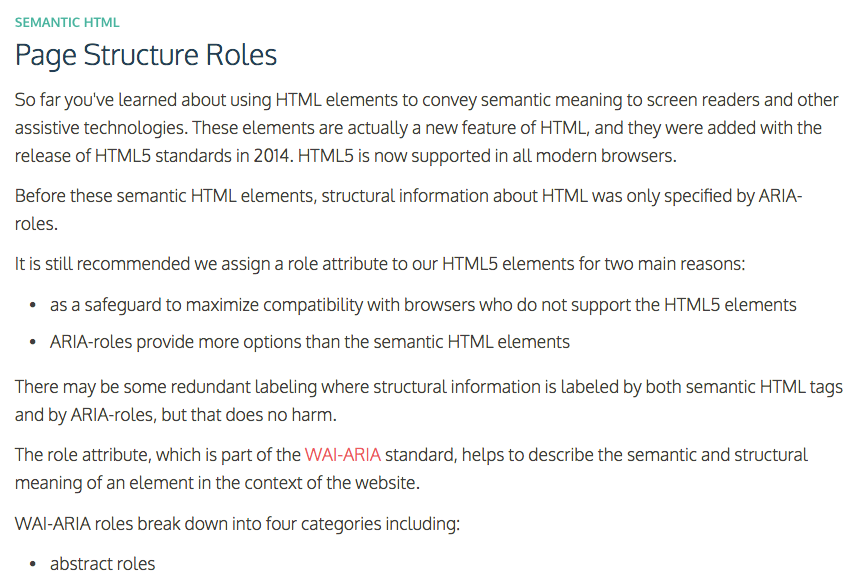 SEMANTIC HTML
Page Structure Roles
So far you've learned about using HTML elements to convey semantic meaning to screen readers and other
assistive technologies. These elements are actually a new feature of HTML, and they were added with the
release of HTML5 standards in 2014. HTML5 is now supported in all modern browsers.
Before these semantic HTML elements, structural information about HTML was only specified by ARIA-
roles.
It is still recommended we assign a role attribute to our HTML5 elements for two main reasons:
• as a safeguard to maximize compatibility with browsers who do not support the HTML5 elements
• ARIA-roles provide more options than the semantic HTML elements
There may be some redundant labeling where structural information is labeled by both semantic HTML tags
and by ARIA-roles, but that does no harm.
The role attribute, which is part of the WAI-ARIA standard, helps to describe the semantic and structural
meaning of an element in the context of the website.
WAI-ARIA roles break down into four categories including:
• abstract roles